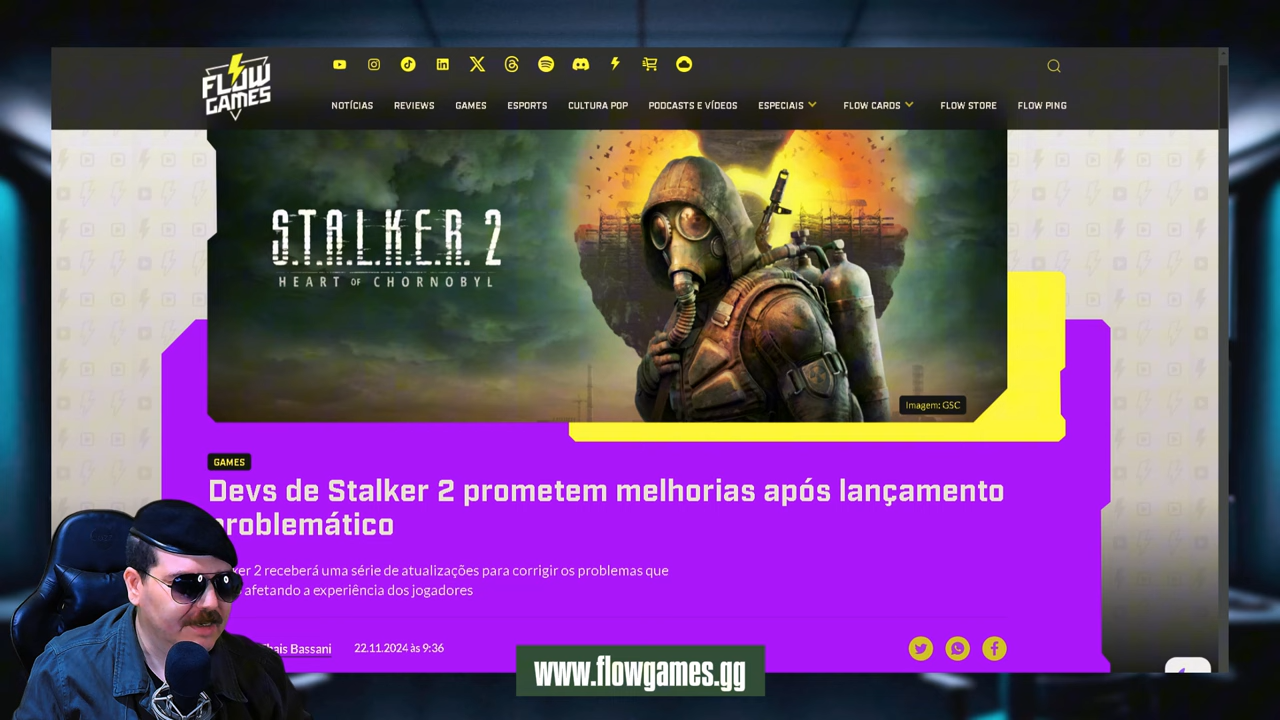 FLOW
GAMES
NOTÍCIAS
REVIEWS
GAMES
ESPORTS
CULTURA POP
PODCASTS E VÍDEOS
ESPECIAIS
FLOW CARDS
FLOW STORE
FLOW PING
S.T.A.L.K.E.R. 2
HEART OF CHORNOBYL
Imagem: GSC
GAMES
Devs de Stalker 2 prometem melhorias após lançamento
problemático
ker 2 receberá uma série de atualizações para corrigir os problemas que
afetando a experiência dos jogadores
Thais Bassani
22.11.2024 às 9:36
www.flowgames.gg